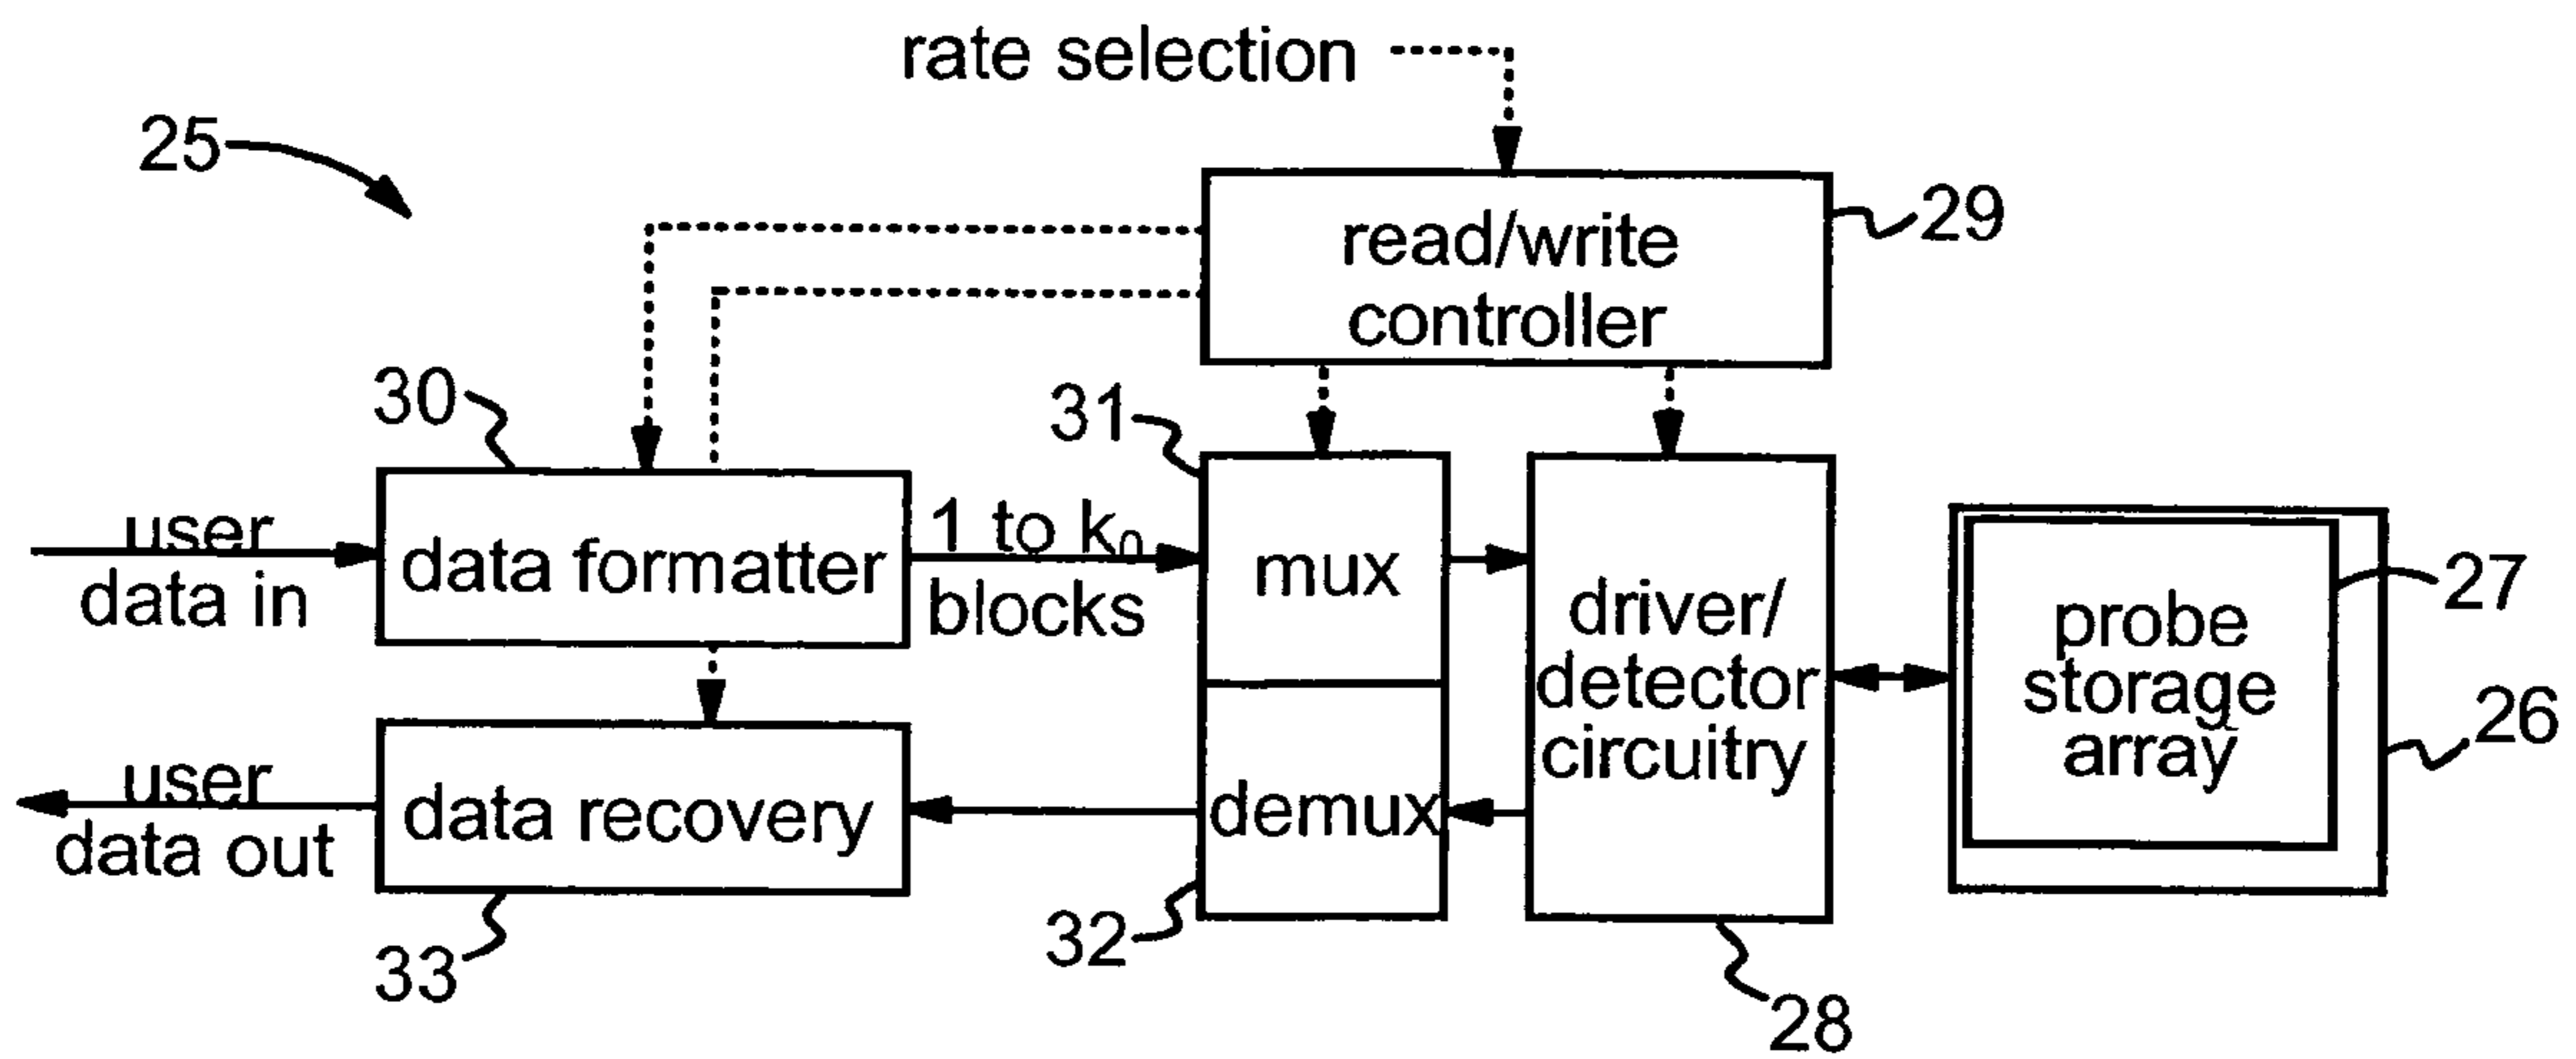 rate selection
25
29
read/write
controller
30
31
1 to k₀
user
data formatter
mux
data in
blocks
27
driver/
probe
detector
storage
circuitry
array
26
user
data recovery
demux
data out
33
32
28